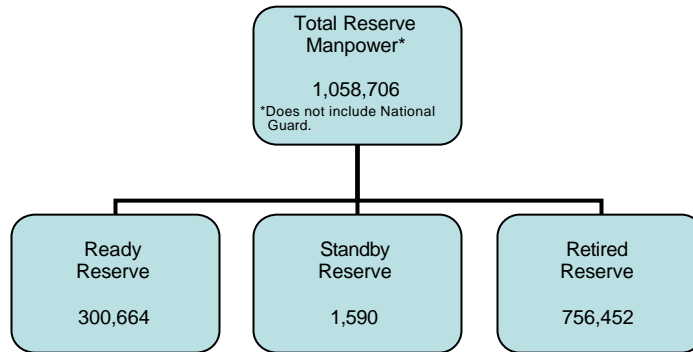 Total Reserve
Manpower*
1,058,706
*Does not include National
Guard.
Ready
Reserve
300,664
Standby
Reserve
1,590
Retired
Reserve
756,452